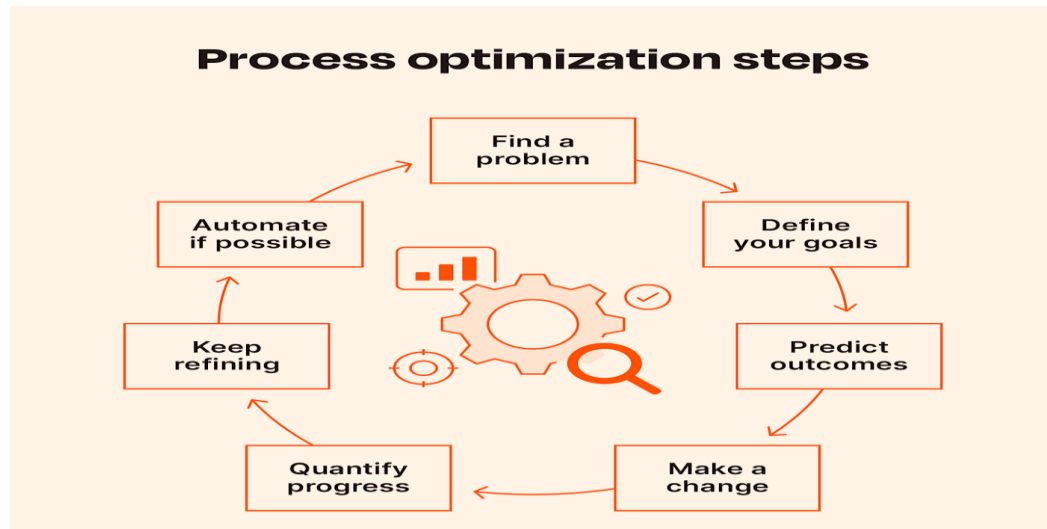 Process optimization steps
Find a
problem
Define
your goals
Predict
outcomes
Make a
change
Quantify
progress
Keep
refining
Automate
if possible